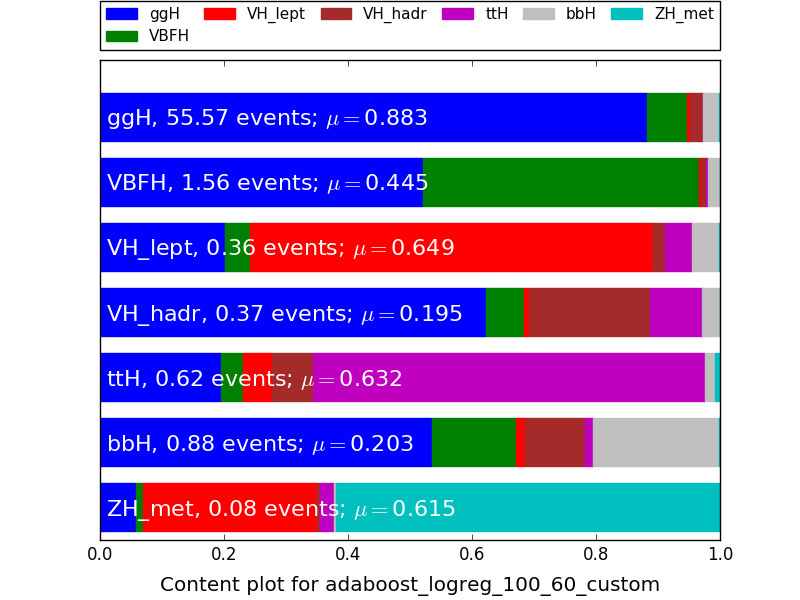 ggH VH_lept VH_hadr ttH bbH ZH_met
VBFH
ggH, 55.57 events; μ = 0.883
VBFH, 1.56 events; μ = 0.445
VH_lept, 0.36 events; μ = 0.649
VH_hadr, 0.37 events; μ = 0.195
ttH, 0.62 events; μ = 0.632
bbH, 0.88 events; μ = 0.203
ZH_met, 0.08 events; μ = 0.615
0.0 0.2 0.4 0.6 0.8 1.0
Content plot for adaboost_logreg_100_60_custom